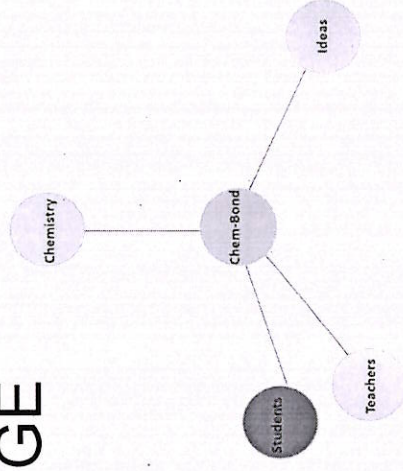 GE
Students
Teachers
Chem-Bond
Chemistry
Ideas